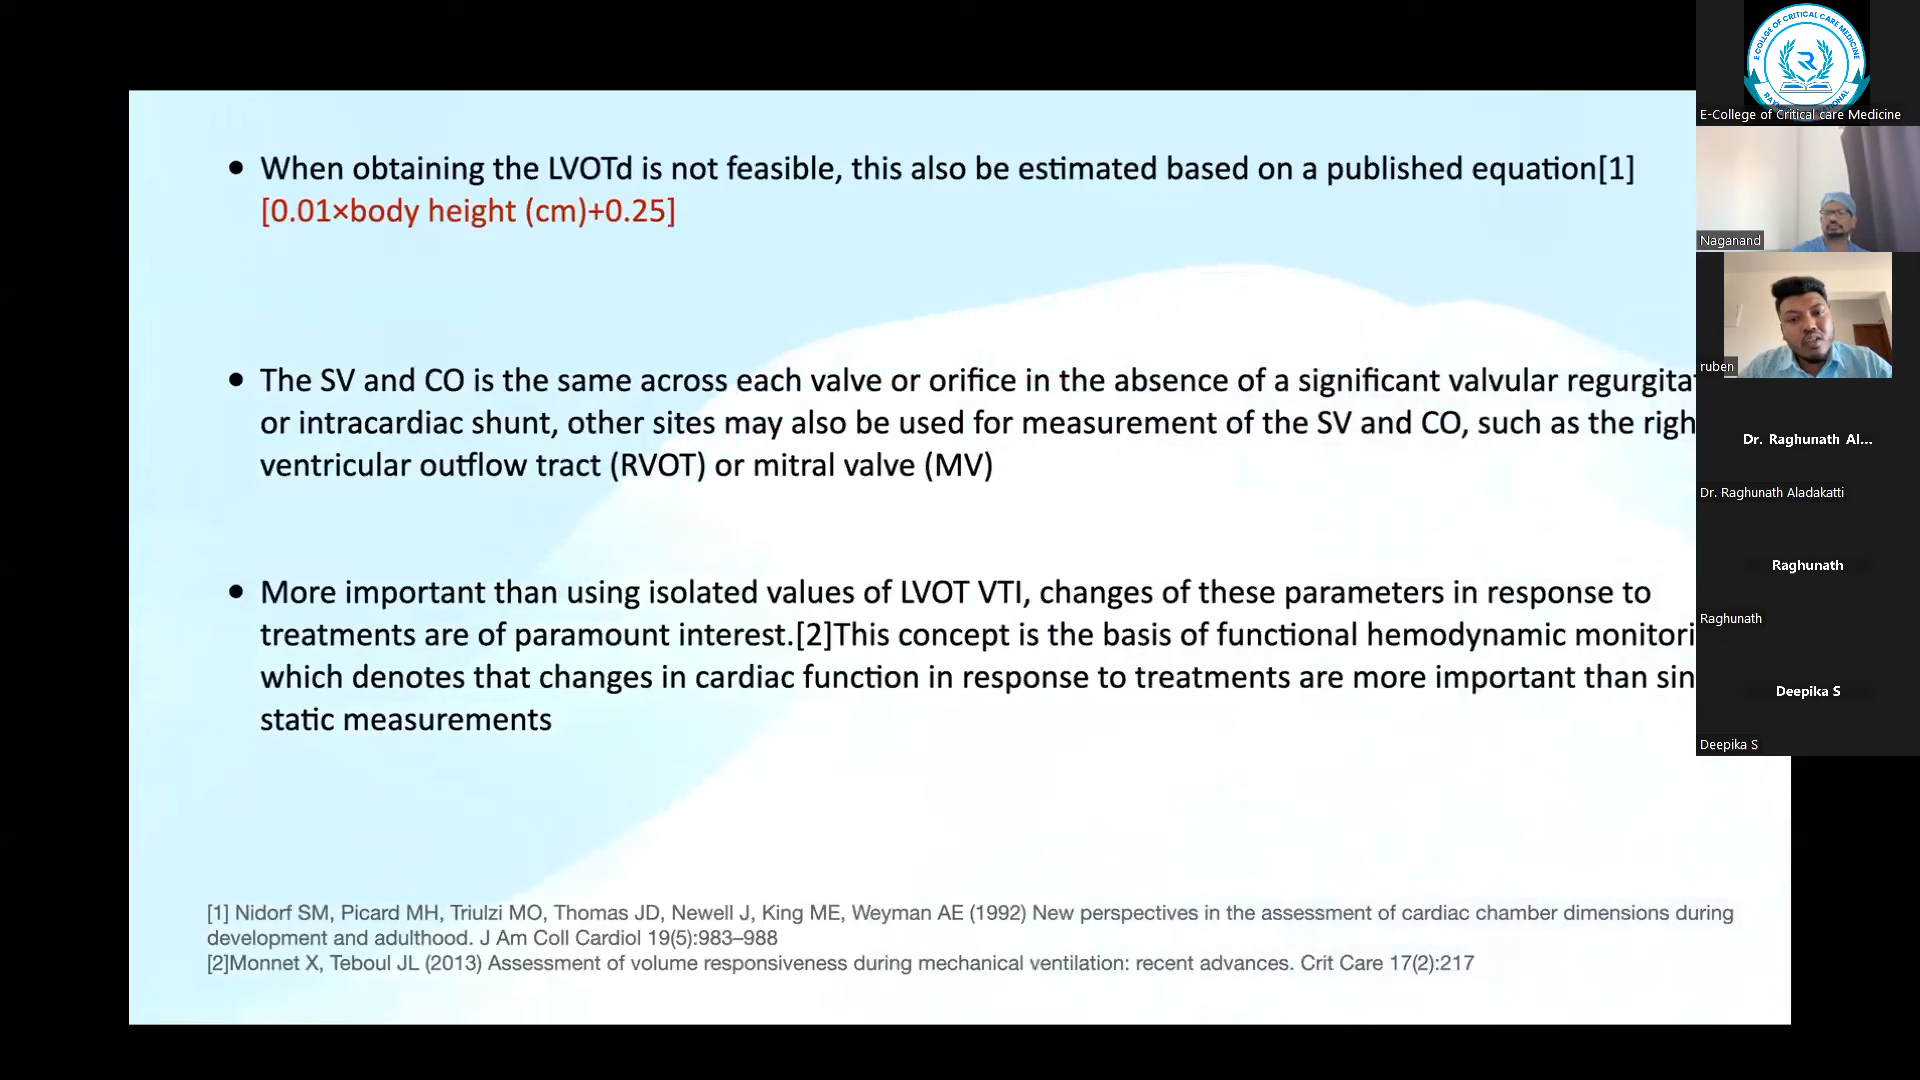 • When obtaining the LVOTd is not feasible, this also be estimated based on a published equation[1]
[0.01×body height (cm)+0.25]
• The SV and CO is the same across each valve or orifice in the absence of a significant valvular regurgitat
or intracardiac shunt, other sites may also be used for measurement of the SV and CO, such as the righ
ventricular outflow tract (RVOT) or mitral valve (MV)
• More important than using isolated values of LVOT VTI, changes of these parameters in response to
treatments are of paramount interest.[2]This concept is the basis of functional hemodynamic monitori
which denotes that changes in cardiac function in response to treatments are more important than sin
static measurements
[1] Nidorf SM, Picard MH, Triulzi MO, Thomas JD, Newell J, King ME, Weyman AE (1992) New perspectives in the assessment of cardiac chamber dimensions during
development and adulthood. J Am Coll Cardiol 19(5):983–988
[2]Monnet X, Teboul JL (2013) Assessment of volume responsiveness during mechanical ventilation: recent advances. Crit Care 17(2):217
E COLLEGE OF CRITICAL CARE MEDICINE
R
E-College of Critical care Medicine
Naganand
ruben
Dr. Raghunath Al...
Dr. Raghunath Aladakatti
Raghunath
Raghunath
Deepika S
Deepika S